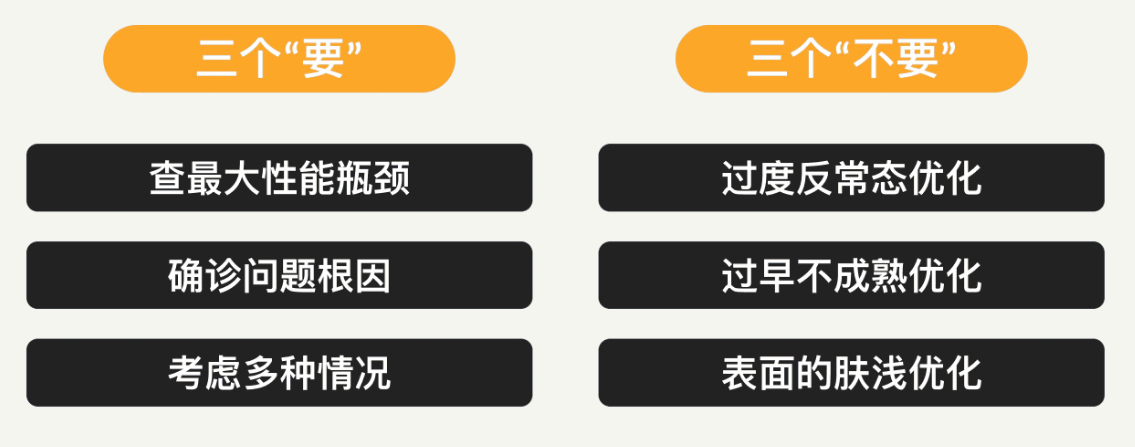 三个“要”
查最大性能瓶颈
确诊问题根因
考虑多种情况
三个“不要”
过度反常态优化
过早不成熟优化
表面的肤浅优化